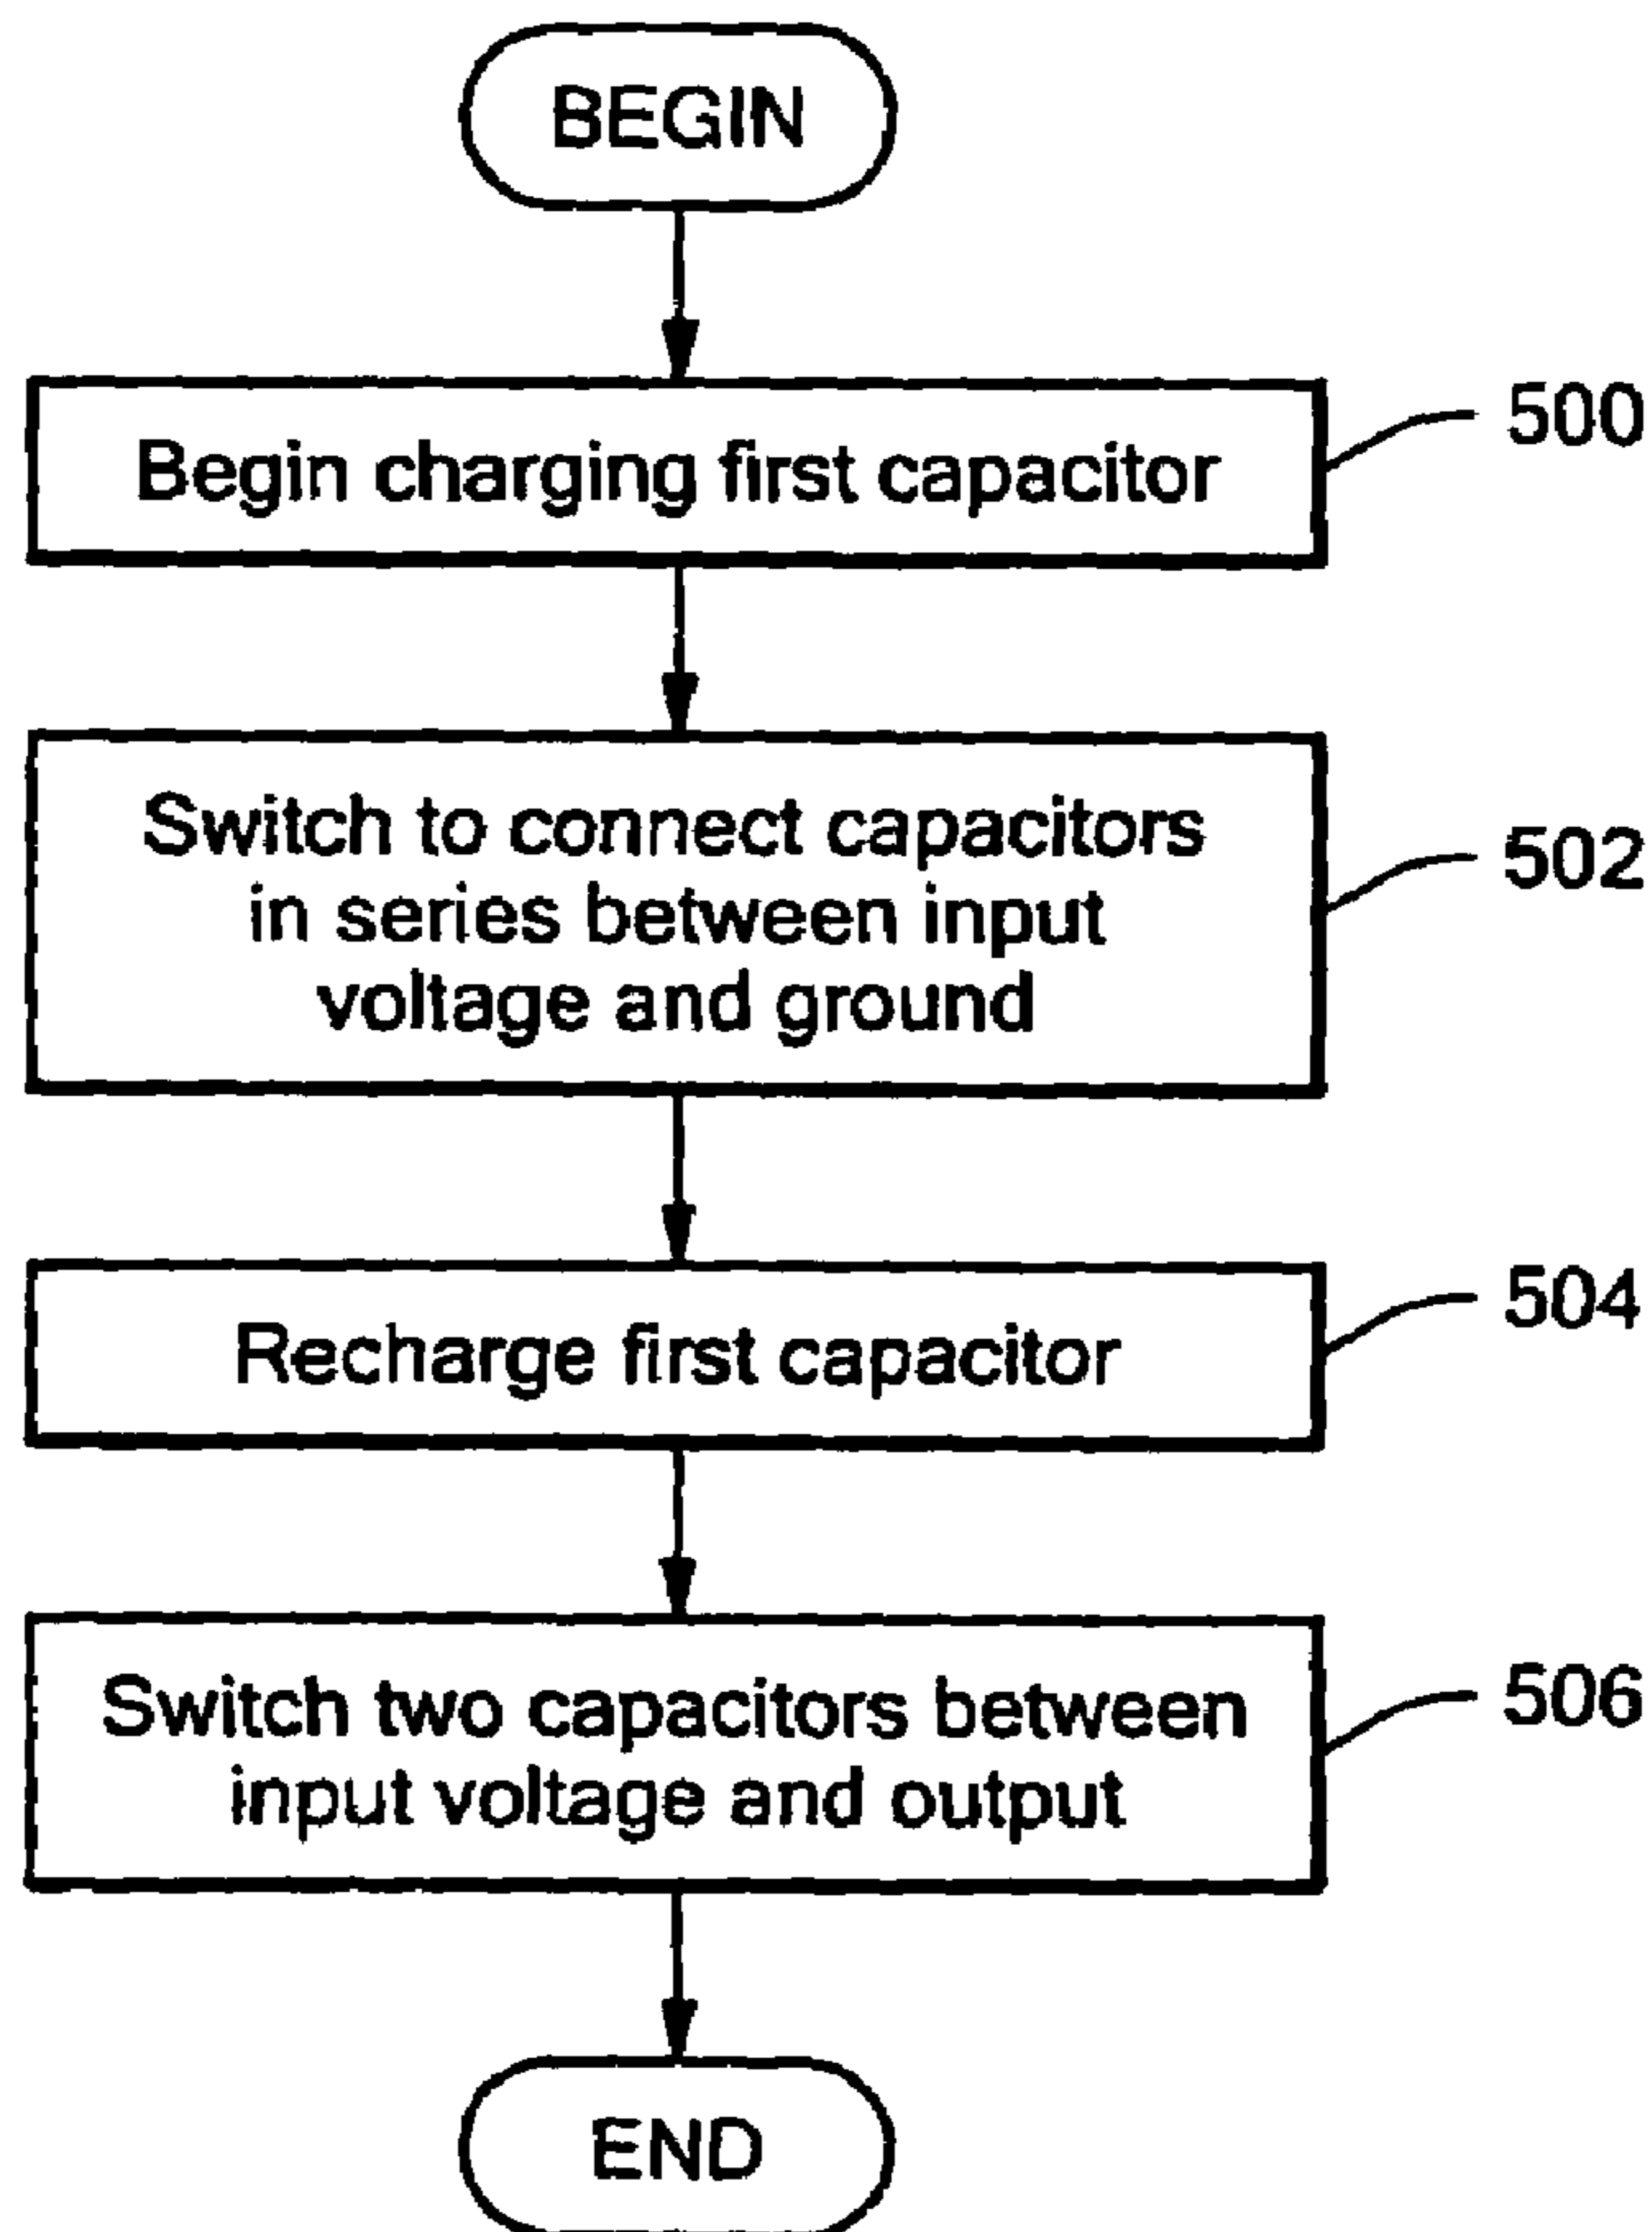 BEGIN
Begin charging first capacitor
500
Switch to connect capacitors
in series between input
voltage and ground
502
Recharge first capacitor
504
Switch two capacitors between
input voltage and output
506
END